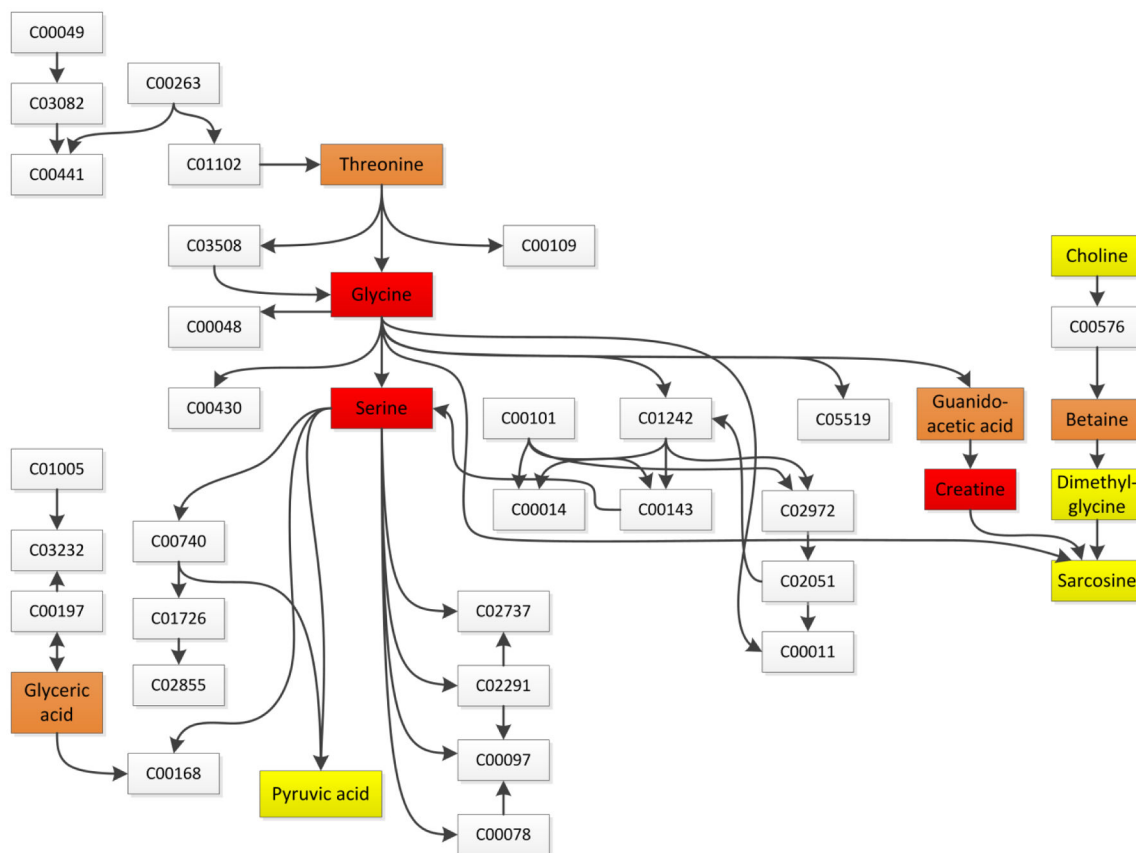 C00049
C00263
C03082
C00441
C01102
Threonine
C03508
C00109
Choline
Glycine
C00048
C00576
C00430
Serine
C00101
C01242
C05519
Guanido-
acetic acid
Betaine
C01005
C00014
C00143
C02972
Creatine
Dimethyl-
glycine
C03232
C00740
C02051
Sarcosine
C00197
C01726
C02737
C00011
C02855
C02291
Glyceric
acid
C00168
Pyruvic acid
C00097
C00078